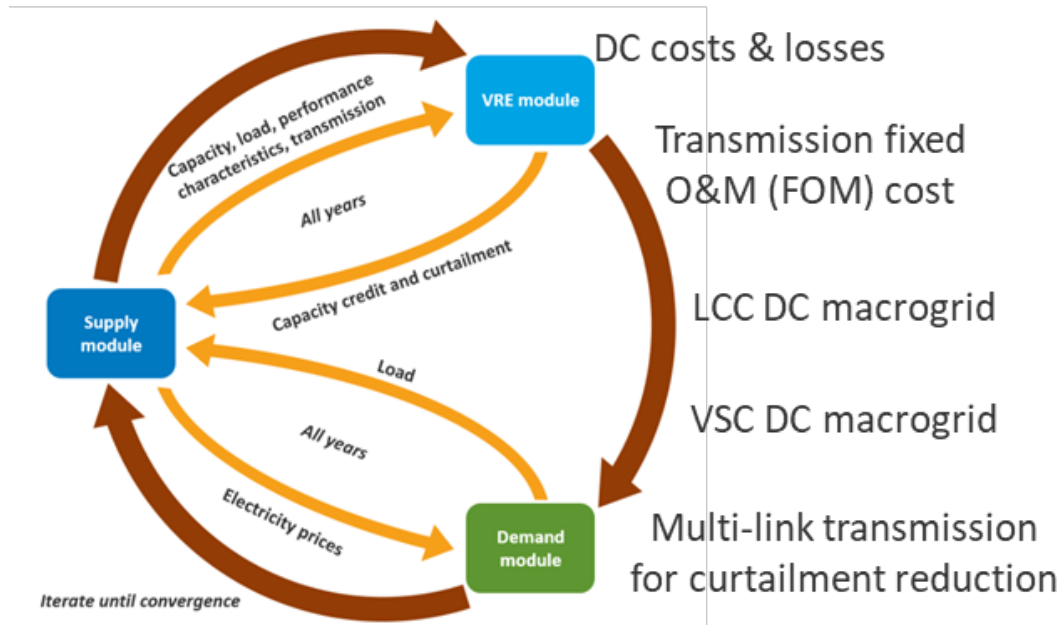 DC costs & losses
VRE module
Capacity, load, performance
characteristics, transmission
Transmission fixed
O&M (FOM) cost
All years
Capacity credit and curtailment
LCC DC macrogrid
Supply
module
Load
VSC DC macrogrid
All years
Electricity prices
Demand
module
Multi-link transmission
for curtailment reduction
Iterate until convergence